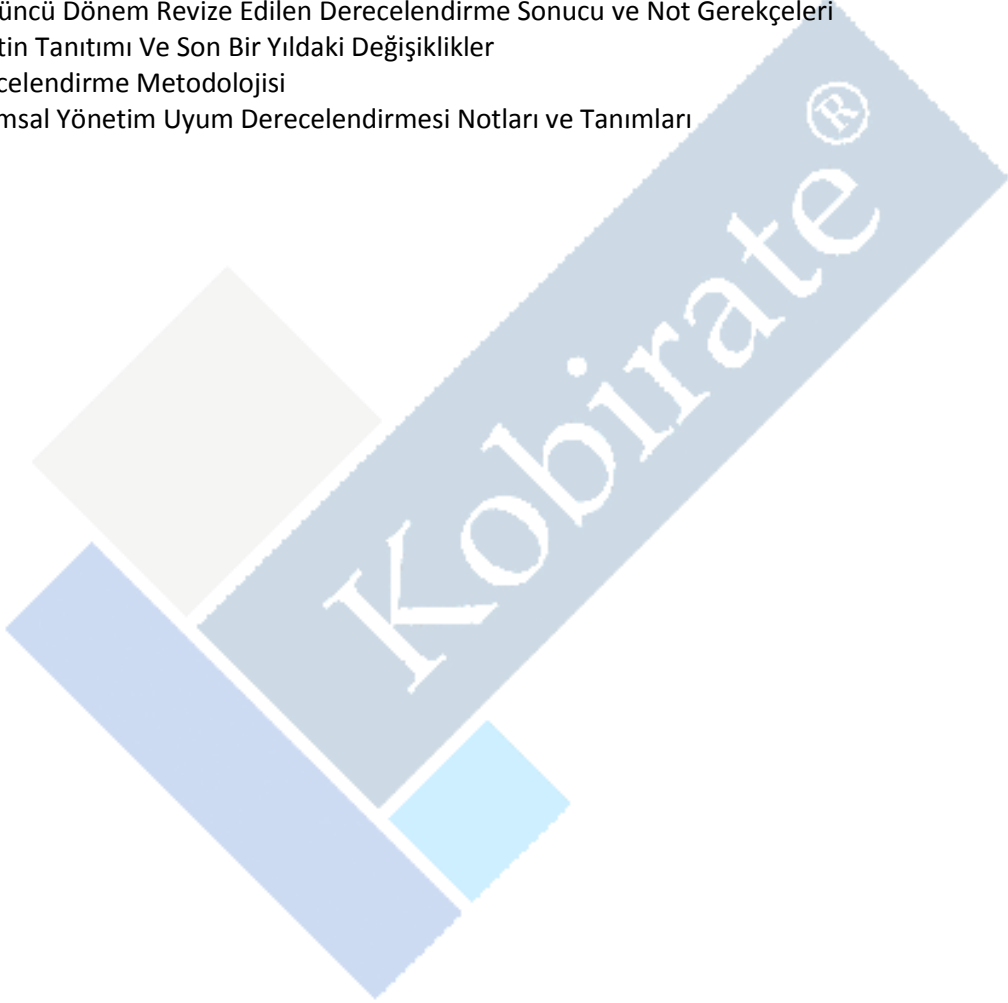 üncü Dönem Revize Edilen Derecelendirme Sonucu ve Not Gerekçeleri
tin Tanıtımı Ve Son Bir Yıldaki Değişiklikler
celendirme Metodolojisi
msal Yönetim Uyum Derecelendirmesi Notları ve Tanımları
Kobirate®